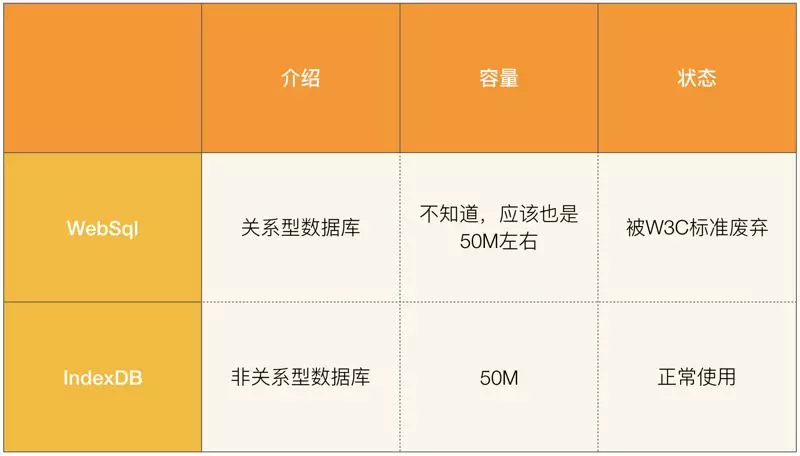 介绍
容量
状态
WebSql
关系型数据库
不知道，应该也是
50M左右
被W3C标准废弃
IndexDB
非关系型数据库
50M
正常使用